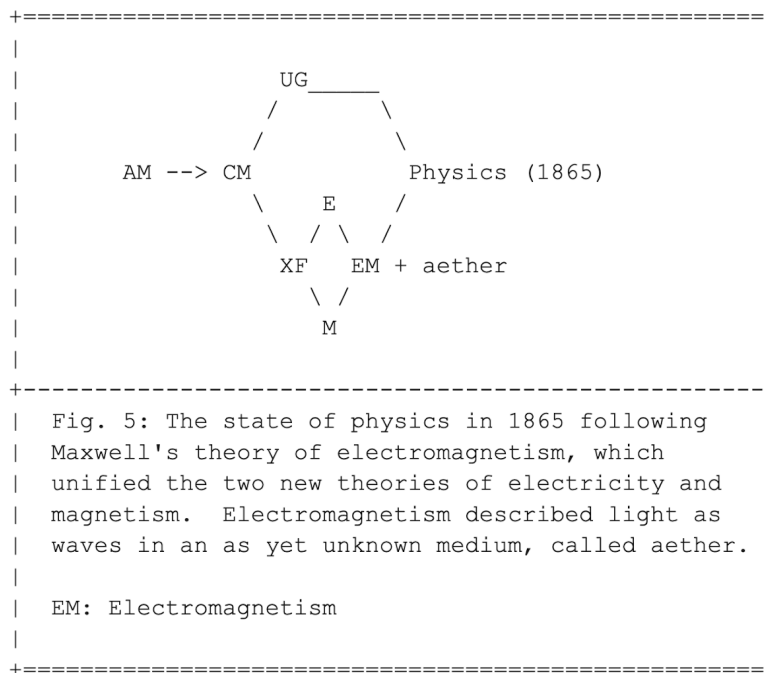 UG_____
AM --> CM Physics (1865)
E
XF EM + aether
M
Fig. 5: The state of physics in 1865 following
Maxwell's theory of electromagnetism, which
unified the two new theories of electricity and
magnetism.  Electromagnetism described light as
waves in an as yet unknown medium, called aether.
EM: Electromagnetism